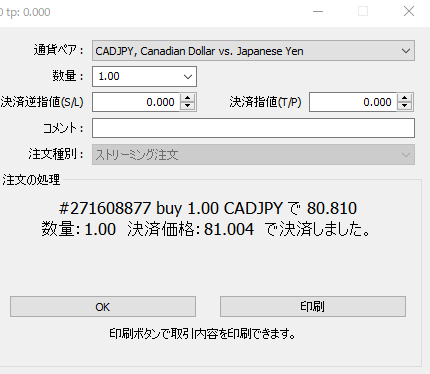 0 tp: 0.000
通貨ペア: CADJPY, Canadian Dollar vs. Japanese Yen
数量: 1.00
決済逆指値(S/L) 0.000 決済指値(T/P) 0.000
コメント:
注文種別: ストリーミング注文
注文の処理
#271608877 buy 1.00 CADJPY で 80.810
数量: 1.00 決済価格: 81.004 で決済しました。
OK 印刷
印刷ボタンで取引内容を印刷できます。